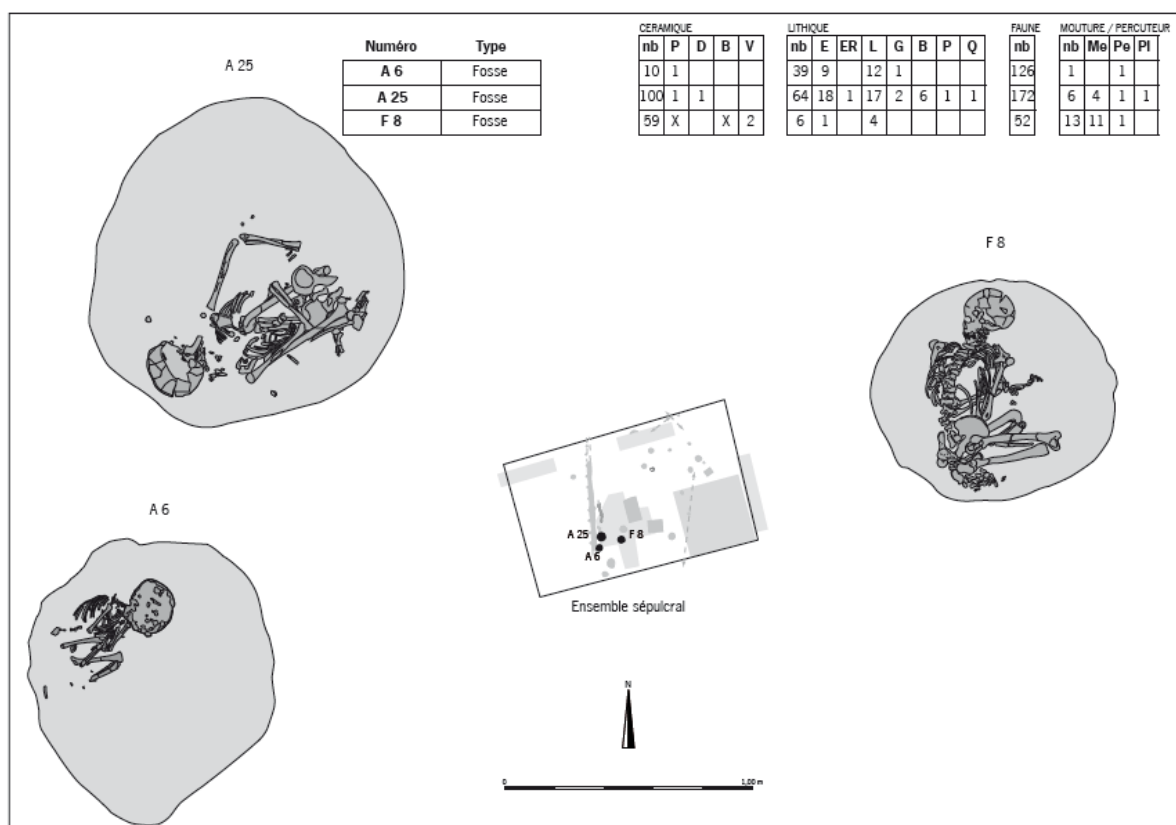 A 25
Numéro Type
A 6 Fosse
A 25 Fosse
F 8 Fosse
CERAMIQUE
nb P D B V
10 1
100 1 1
59 X X 2
LITHIQUE
nb E ER L G B P Q
39 9 12 1
64 18 1 17 2 6 1 1
6 1 4
FAUNE
nb
126
172
52
MOUTURE / PERCUTEUR
nb Me Pe Pl
1 1
6 4 1 1
13 11 1
F 8
A 6
A 25 F 8
A 6
Ensemble sépulcral
N
0 1,00 m